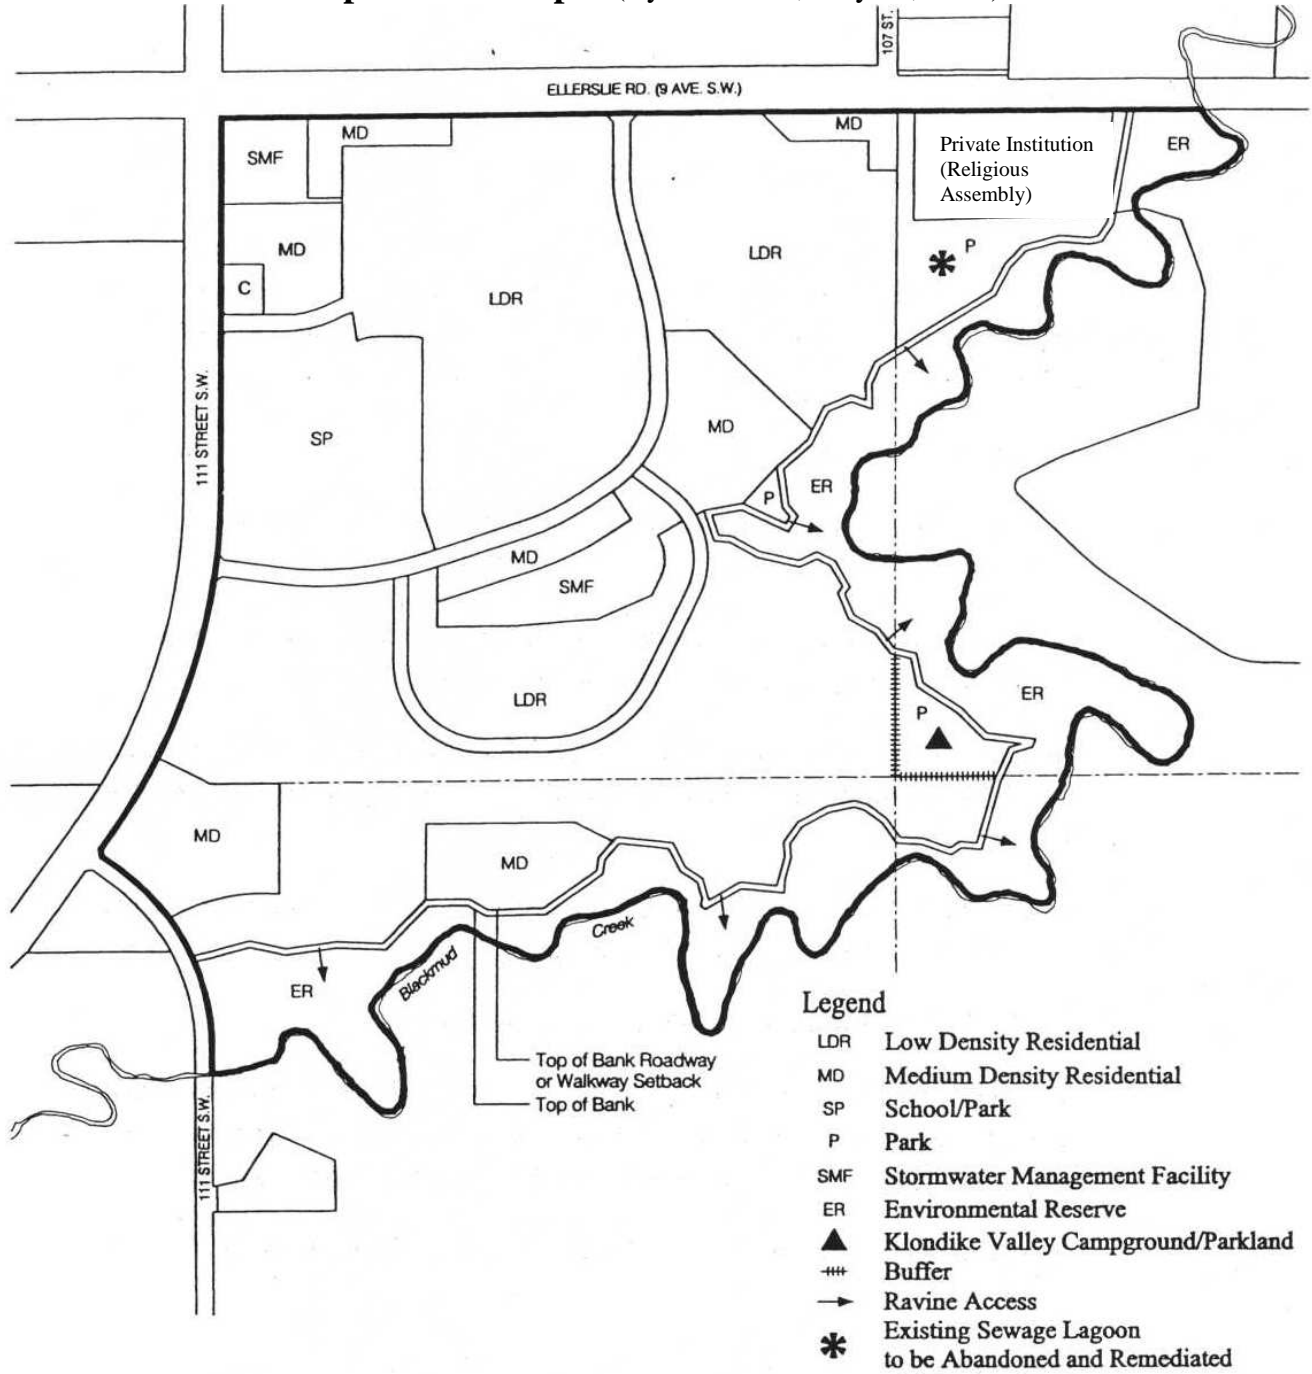 107 ST.
ELLERSLIE RD. (9 AVE. S.W.)
MD
MD
SMF
Private Institution
(Religious
Assembly)
ER
MD
LDR
P
C
LDR
111 STREET S.W.
SP
MD
P
ER
MD
SMF
LDR
ER
P
MD
MD
Creek
Blackmud
ER
Top of Bank Roadway
or Walkway Setback
Top of Bank
111 STREET S.W.
Legend
LDR Low Density Residential
MD Medium Density Residential
SP School/Park
P Park
SMF Stormwater Management Facility
ER Environmental Reserve
Klondike Valley Campground/Parkland
Buffer
Ravine Access
Existing Sewage Lagoon
to be Abandoned and Remediated